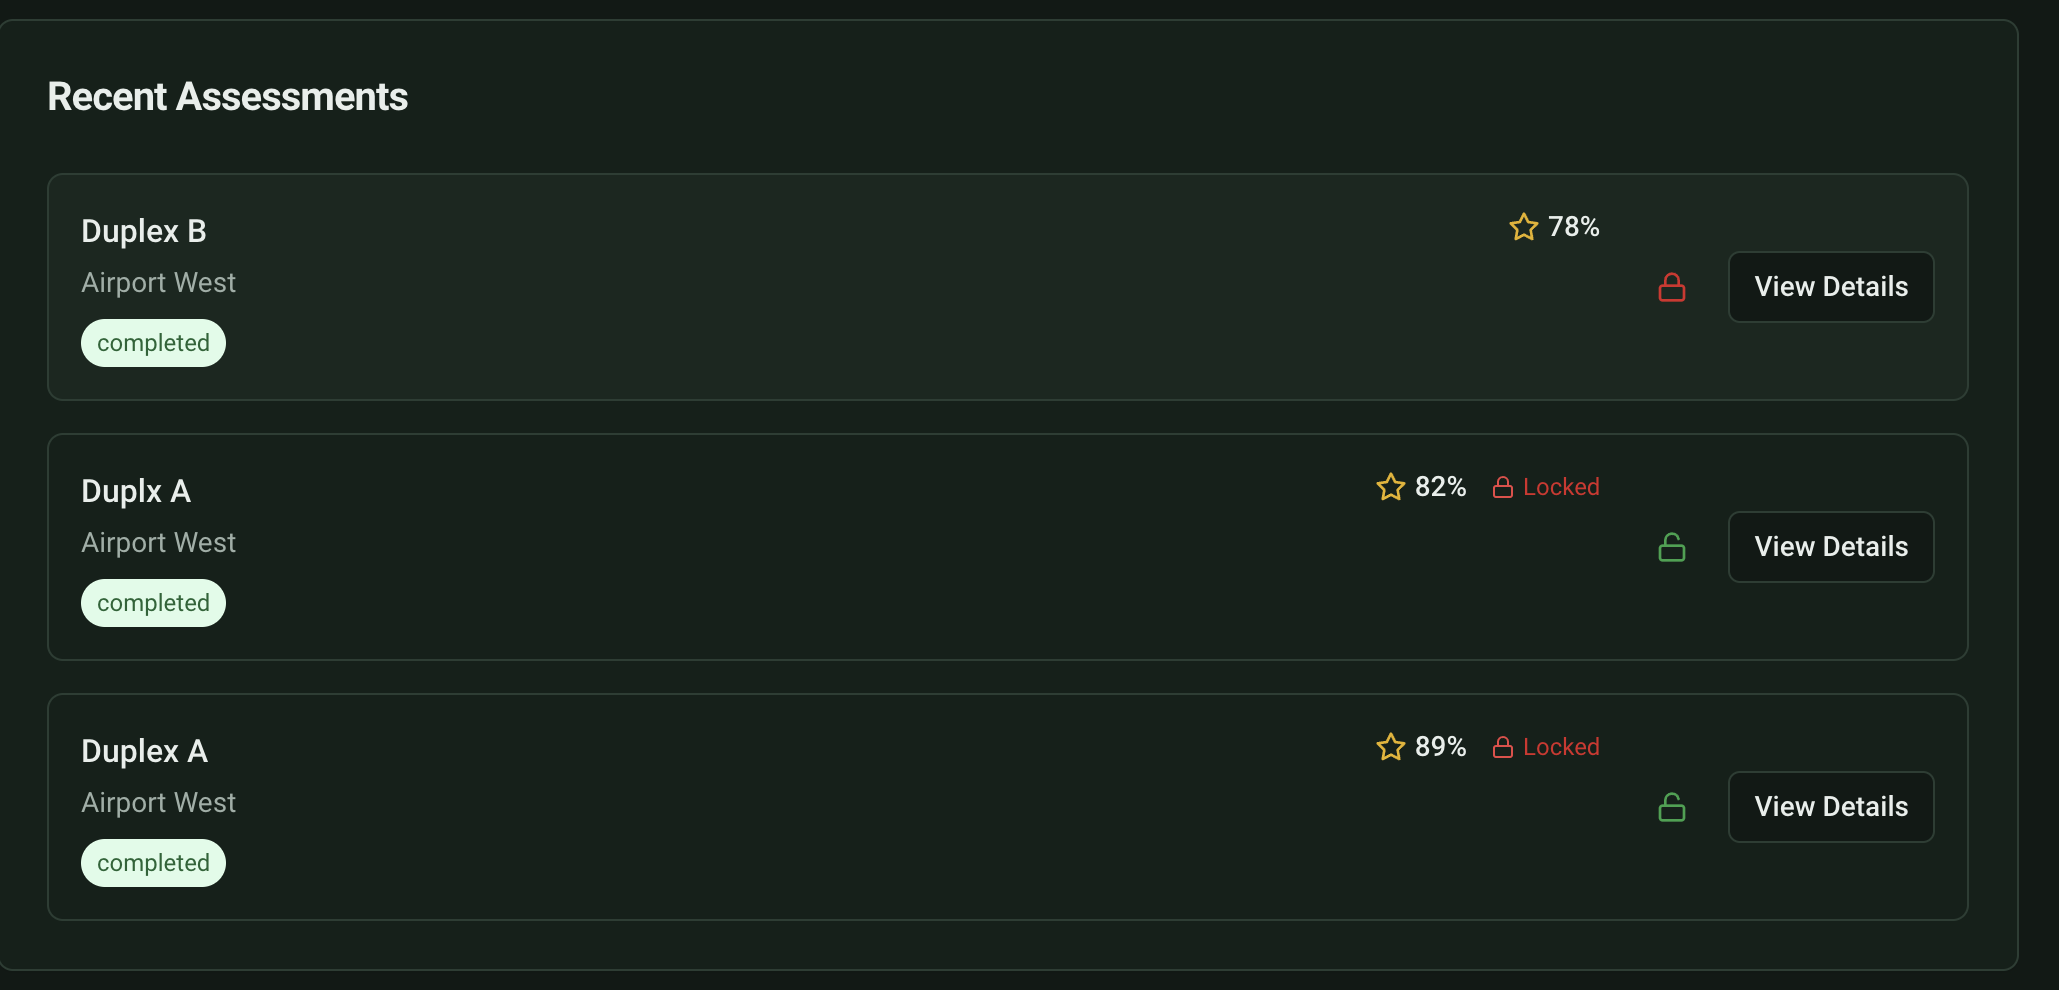 Recent Assessments
Duplex B
78%
Airport West
View Details
completed
Duplx A
82% Locked
Airport West
View Details
completed
Duplex A
89% Locked
Airport West
View Details
completed